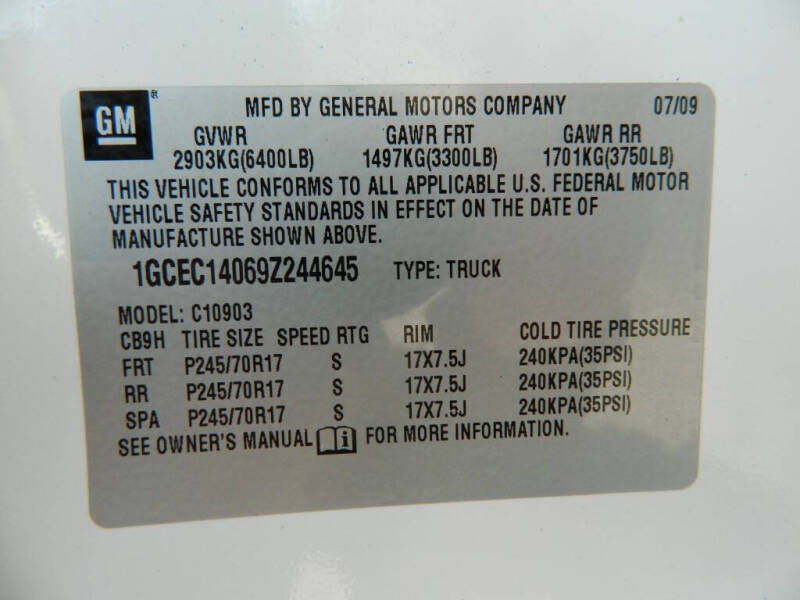 GM® MFD BY GENERAL MOTORS COMPANY 07/09
GVWR GAWR FRT GAWR RR
2903KG(6400LB) 1497KG(3300LB) 1701KG(3750LB)
THIS VEHICLE CONFORMS TO ALL APPLICABLE U.S. FEDERAL MOTOR
VEHICLE SAFETY STANDARDS IN EFFECT ON THE DATE OF
MANUFACTURE SHOWN ABOVE.
1GCEC14069Z244645 TYPE: TRUCK
MODEL: C10903
CB9H TIRE SIZE SPEED RTG RIM COLD TIRE PRESSURE
FRT P245/70R17 S 17X7.5J 240KPA(35PSI)
RR P245/70R17 S 17X7.5J 240KPA(35PSI)
SPA P245/70R17 S 17X7.5J 240KPA(35PSI)
SEE OWNER'S MANUAL i FOR MORE INFORMATION.